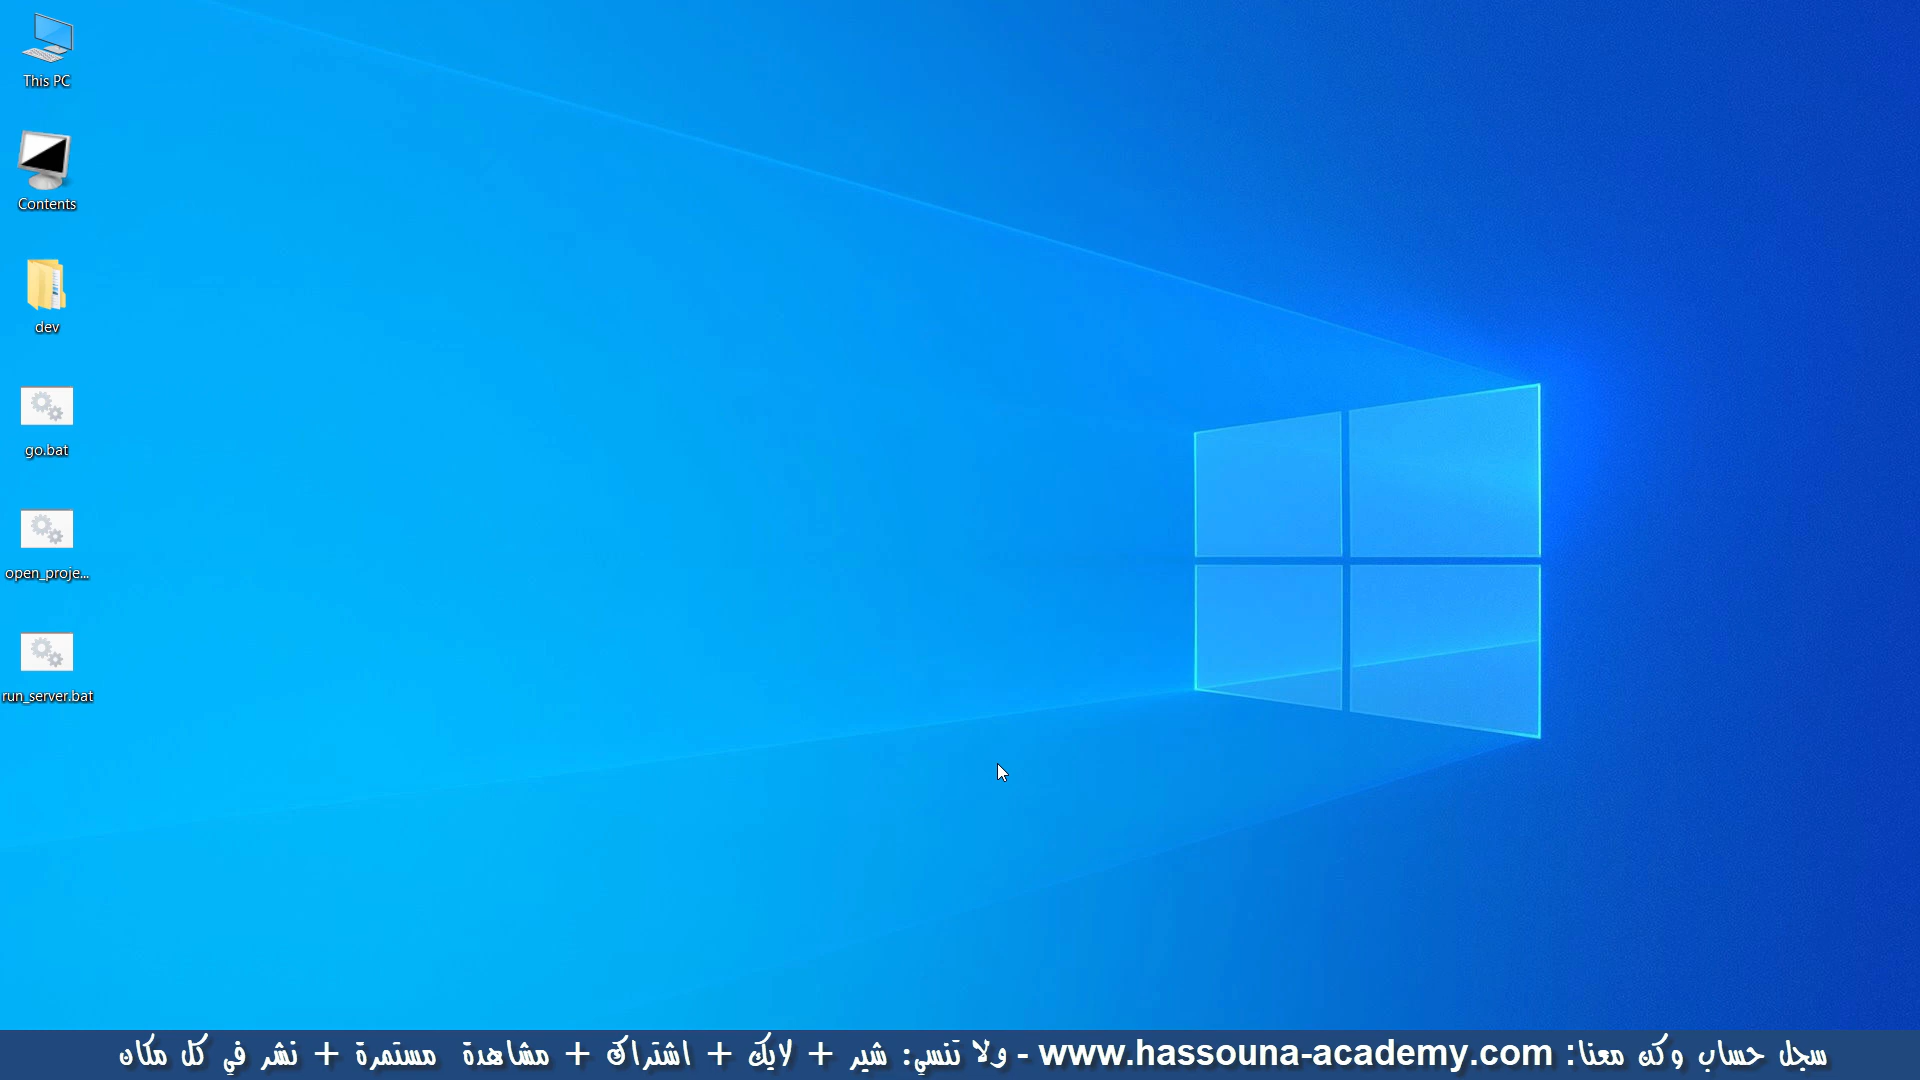 This PC
Contents
dev
go.bat
open_proje...
run_server.bat
سجل حساب وكن معنا: www.hassouna-academy.com - ولا تنسي: شير + لايك + اشتراك + مشاهدة مستمرة + نشر في كل مكان